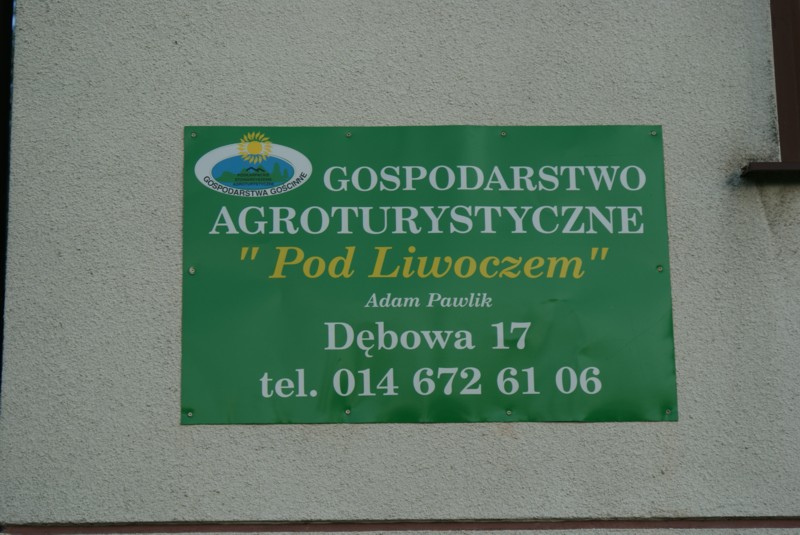 GOSPODARSTWA GOŚCINNE
GOSPODARSTWO
AGROTURYSTYCZNE
"Pod Liwoczem"
Adam Pawlik
Dębowa 17
tel. 014 672 61 06